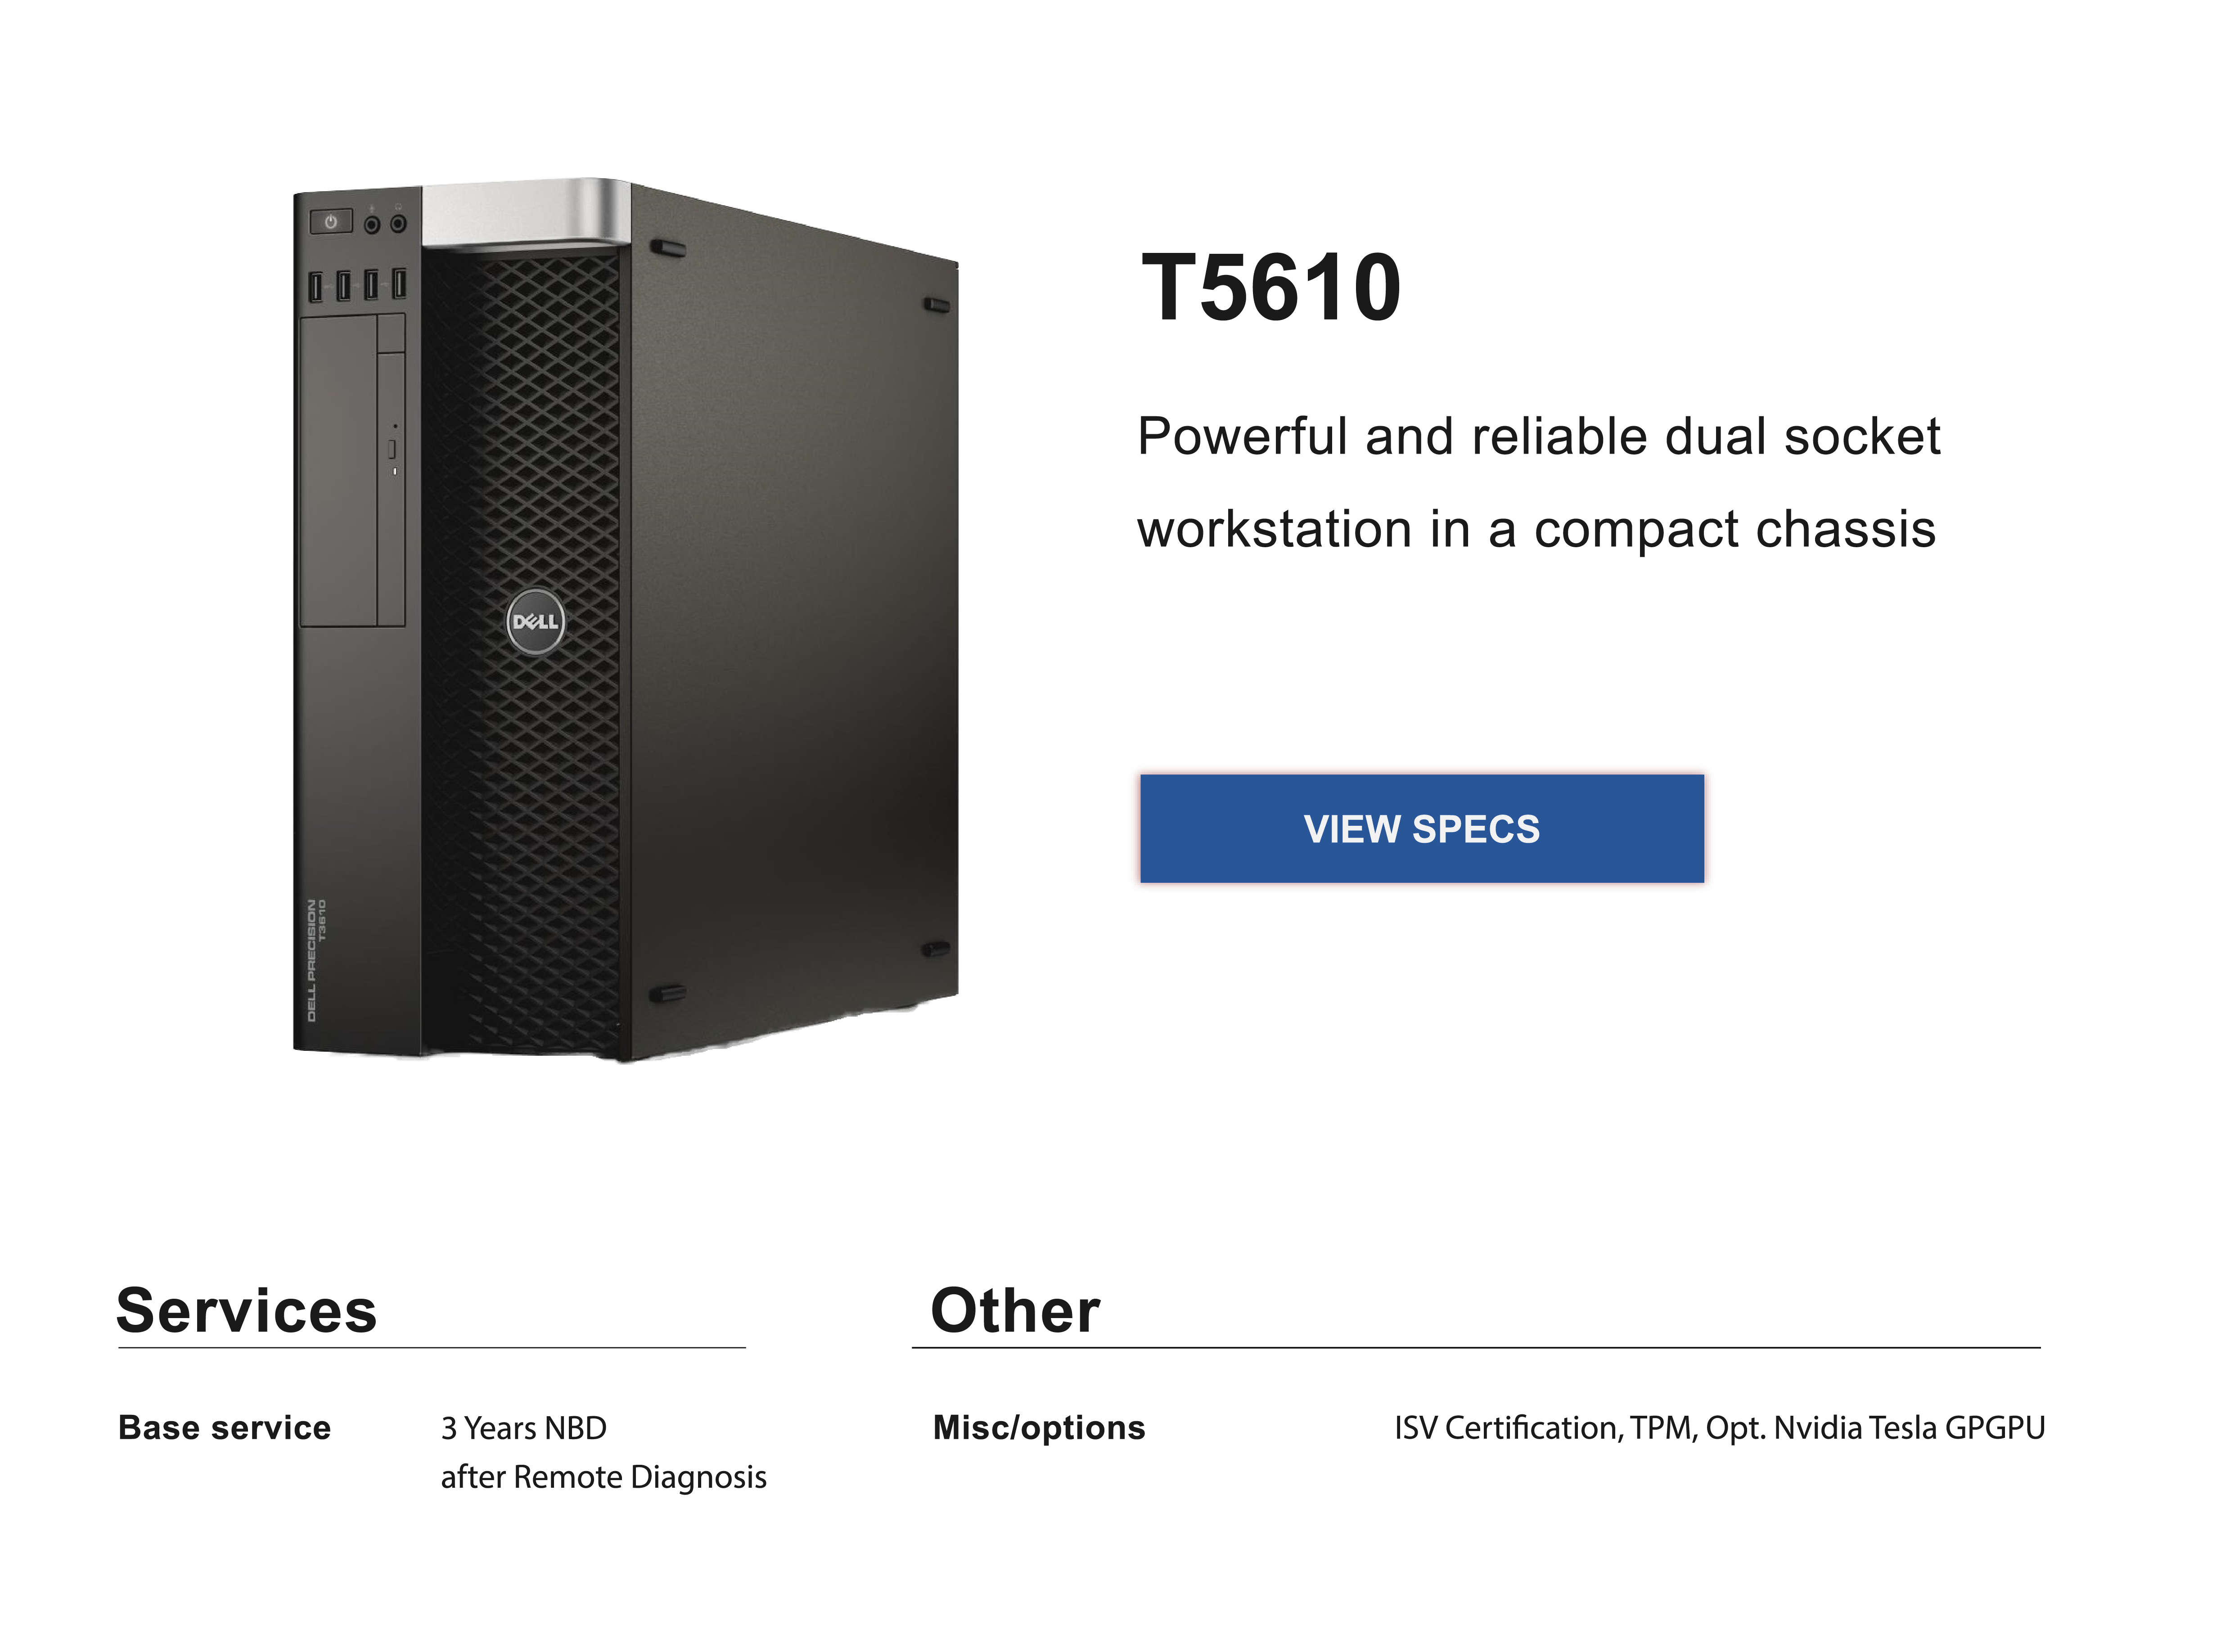 T5610
Powerful and reliable dual socket
workstation in a compact chassis
DELL
VIEW SPECS
DELL PRECISION
T3610
Services
Base service
3 Years NBD
after Remote Diagnosis
Other
Misc/options
ISV Certification, TPM, Opt. Nvidia Tesla GPGPU